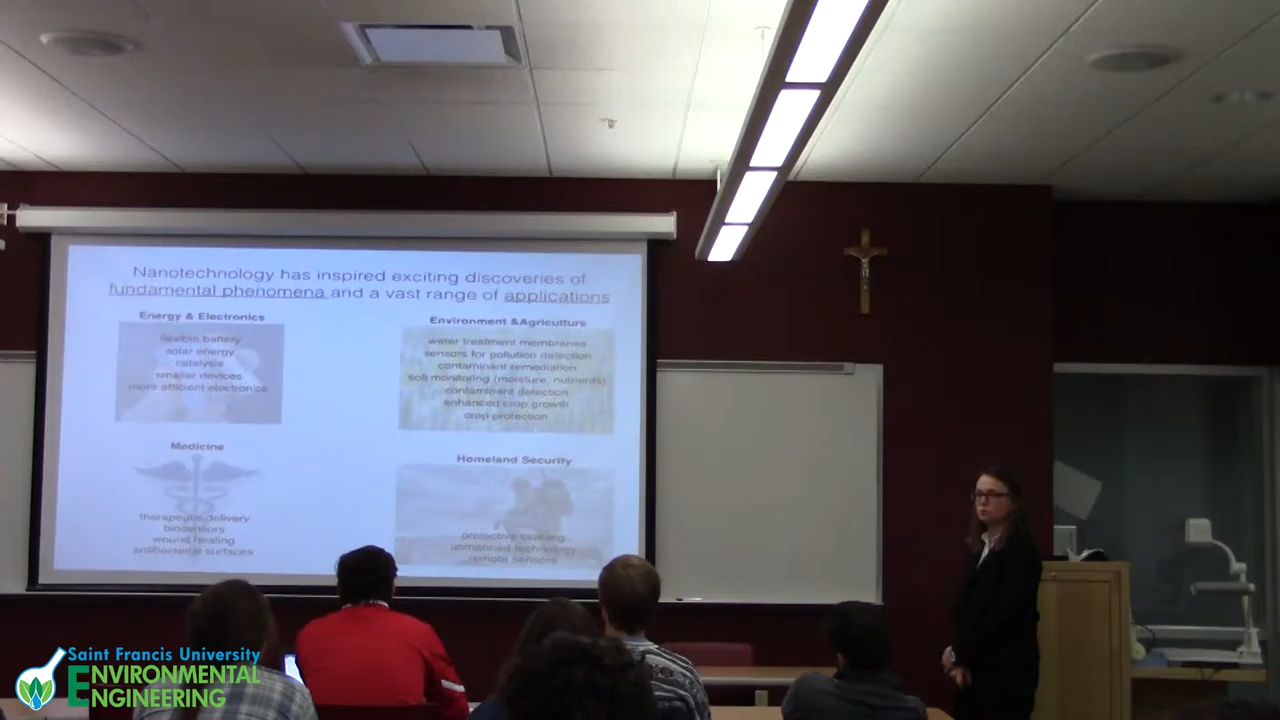 Nanotechnology has inspired exciting discoveries of
fundamental phenomena and a vast range of applications
Energy & Electronics
flexible battery
solar energy
catalysis
smaller devices
more efficient electronics
Environment &Agriculture
water treatment membranes
sensors for pollution detection
contaminant remediation
soil monitoring (moisture, nutrients)
contaminant detection
enhanced crop growth
crop protection
Medicine
therapeutic delivery
biosensors
wound healing
antibacterial surfaces
Homeland Security
protective clothing
unmanned technology
remote sensors
Saint Francis University
ENVIRONMENTAL
ENGINEERING